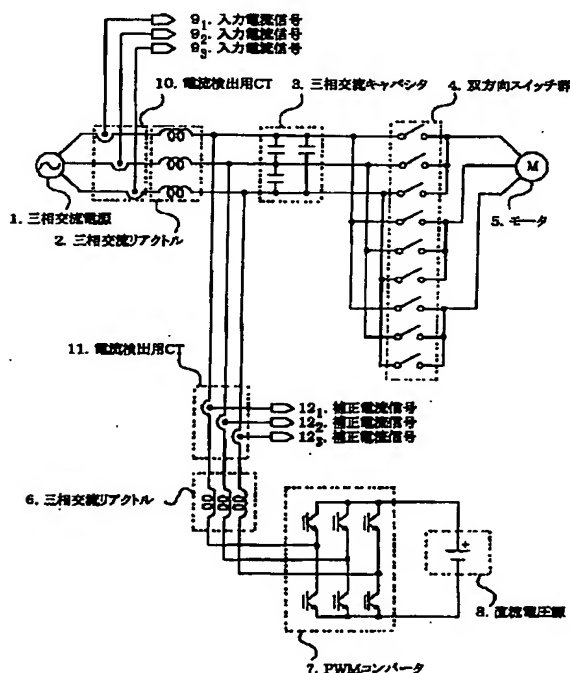 9₁. 入力電流信号
9₂. 入力電流信号
9₃. 入力電流信号
10. 電流検出用CT
3. 三相交流キャパシタ
4. 双方向スイッチ群
M
1. 三相交流電源
2. 三相交流リアクトル
5. モータ
11. 電流検出用CT
12₁. 補正電流信号
12₂. 補正電流信号
12₃. 補正電流信号
6. 三相交流リアクトル
+
8. 直流電圧源
7. PWMコンバータ